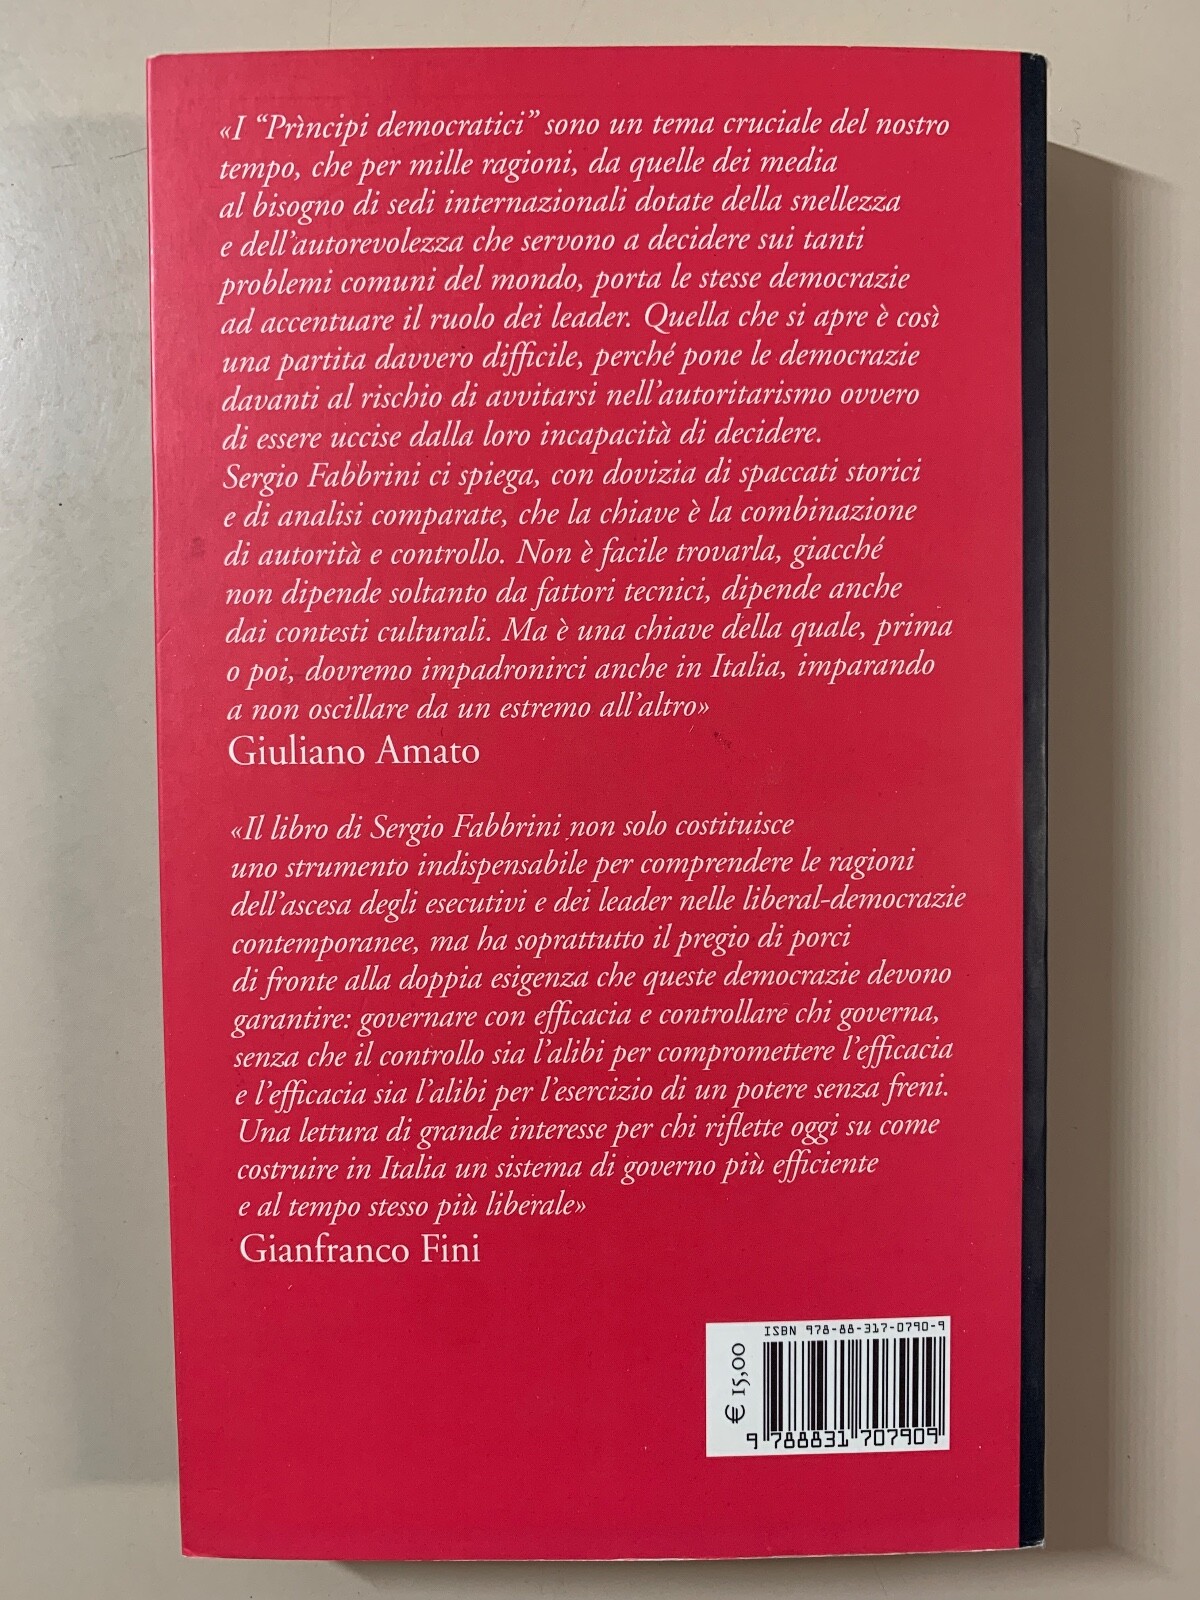 «I “Prìncipi democratici” sono un tema cruciale del nostro
tempo, che per mille ragioni, da quelle dei media
al bisogno di sedi internazionali dotate della snellezza
e dell’autorevolezza che servono a decidere sui tanti
problemi comuni del mondo, porta le stesse democrazie
ad accentuare il ruolo dei leader. Quella che si apre è così
una partita davvero difficile, perché pone le democrazie
davanti al rischio di avvitarsi nell’autoritarismo ovvero
di essere uccise dalla loro incapacità di decidere.
Sergio Fabbrini ci spiega, con dovizia di spaccati storici
e di analisi comparate, che la chiave è la combinazione
di autorità e controllo. Non è facile trovarla, giacché
non dipende soltanto da fattori tecnici, dipende anche
dai contesti culturali. Ma è una chiave della quale, prima
o poi, dovremo impadronirci anche in Italia, imparando
a non oscillare da un estremo all’altro»
Giuliano Amato
«Il libro di Sergio Fabbrini non solo costituisce
uno strumento indispensabile per comprendere le ragioni
dell’ascesa degli esecutivi e dei leader nelle liberal-democrazie
contemporanee, ma ha soprattutto il pregio di porci
di fronte alla doppia esigenza che queste democrazie devono
garantire: governare con efficacia e controllare chi governa,
senza che il controllo sia l’alibi per compromettere l’efficacia
e l’efficacia sia l’alibi per l’esercizio di un potere senza freni.
Una lettura di grande interesse per chi riflette oggi su come
costruire in Italia un sistema di governo più efficiente
e al tempo stesso più liberale»
Gianfranco Fini
ISBN 978-88-317-0790-9
€ 15,00
9 788831 707909